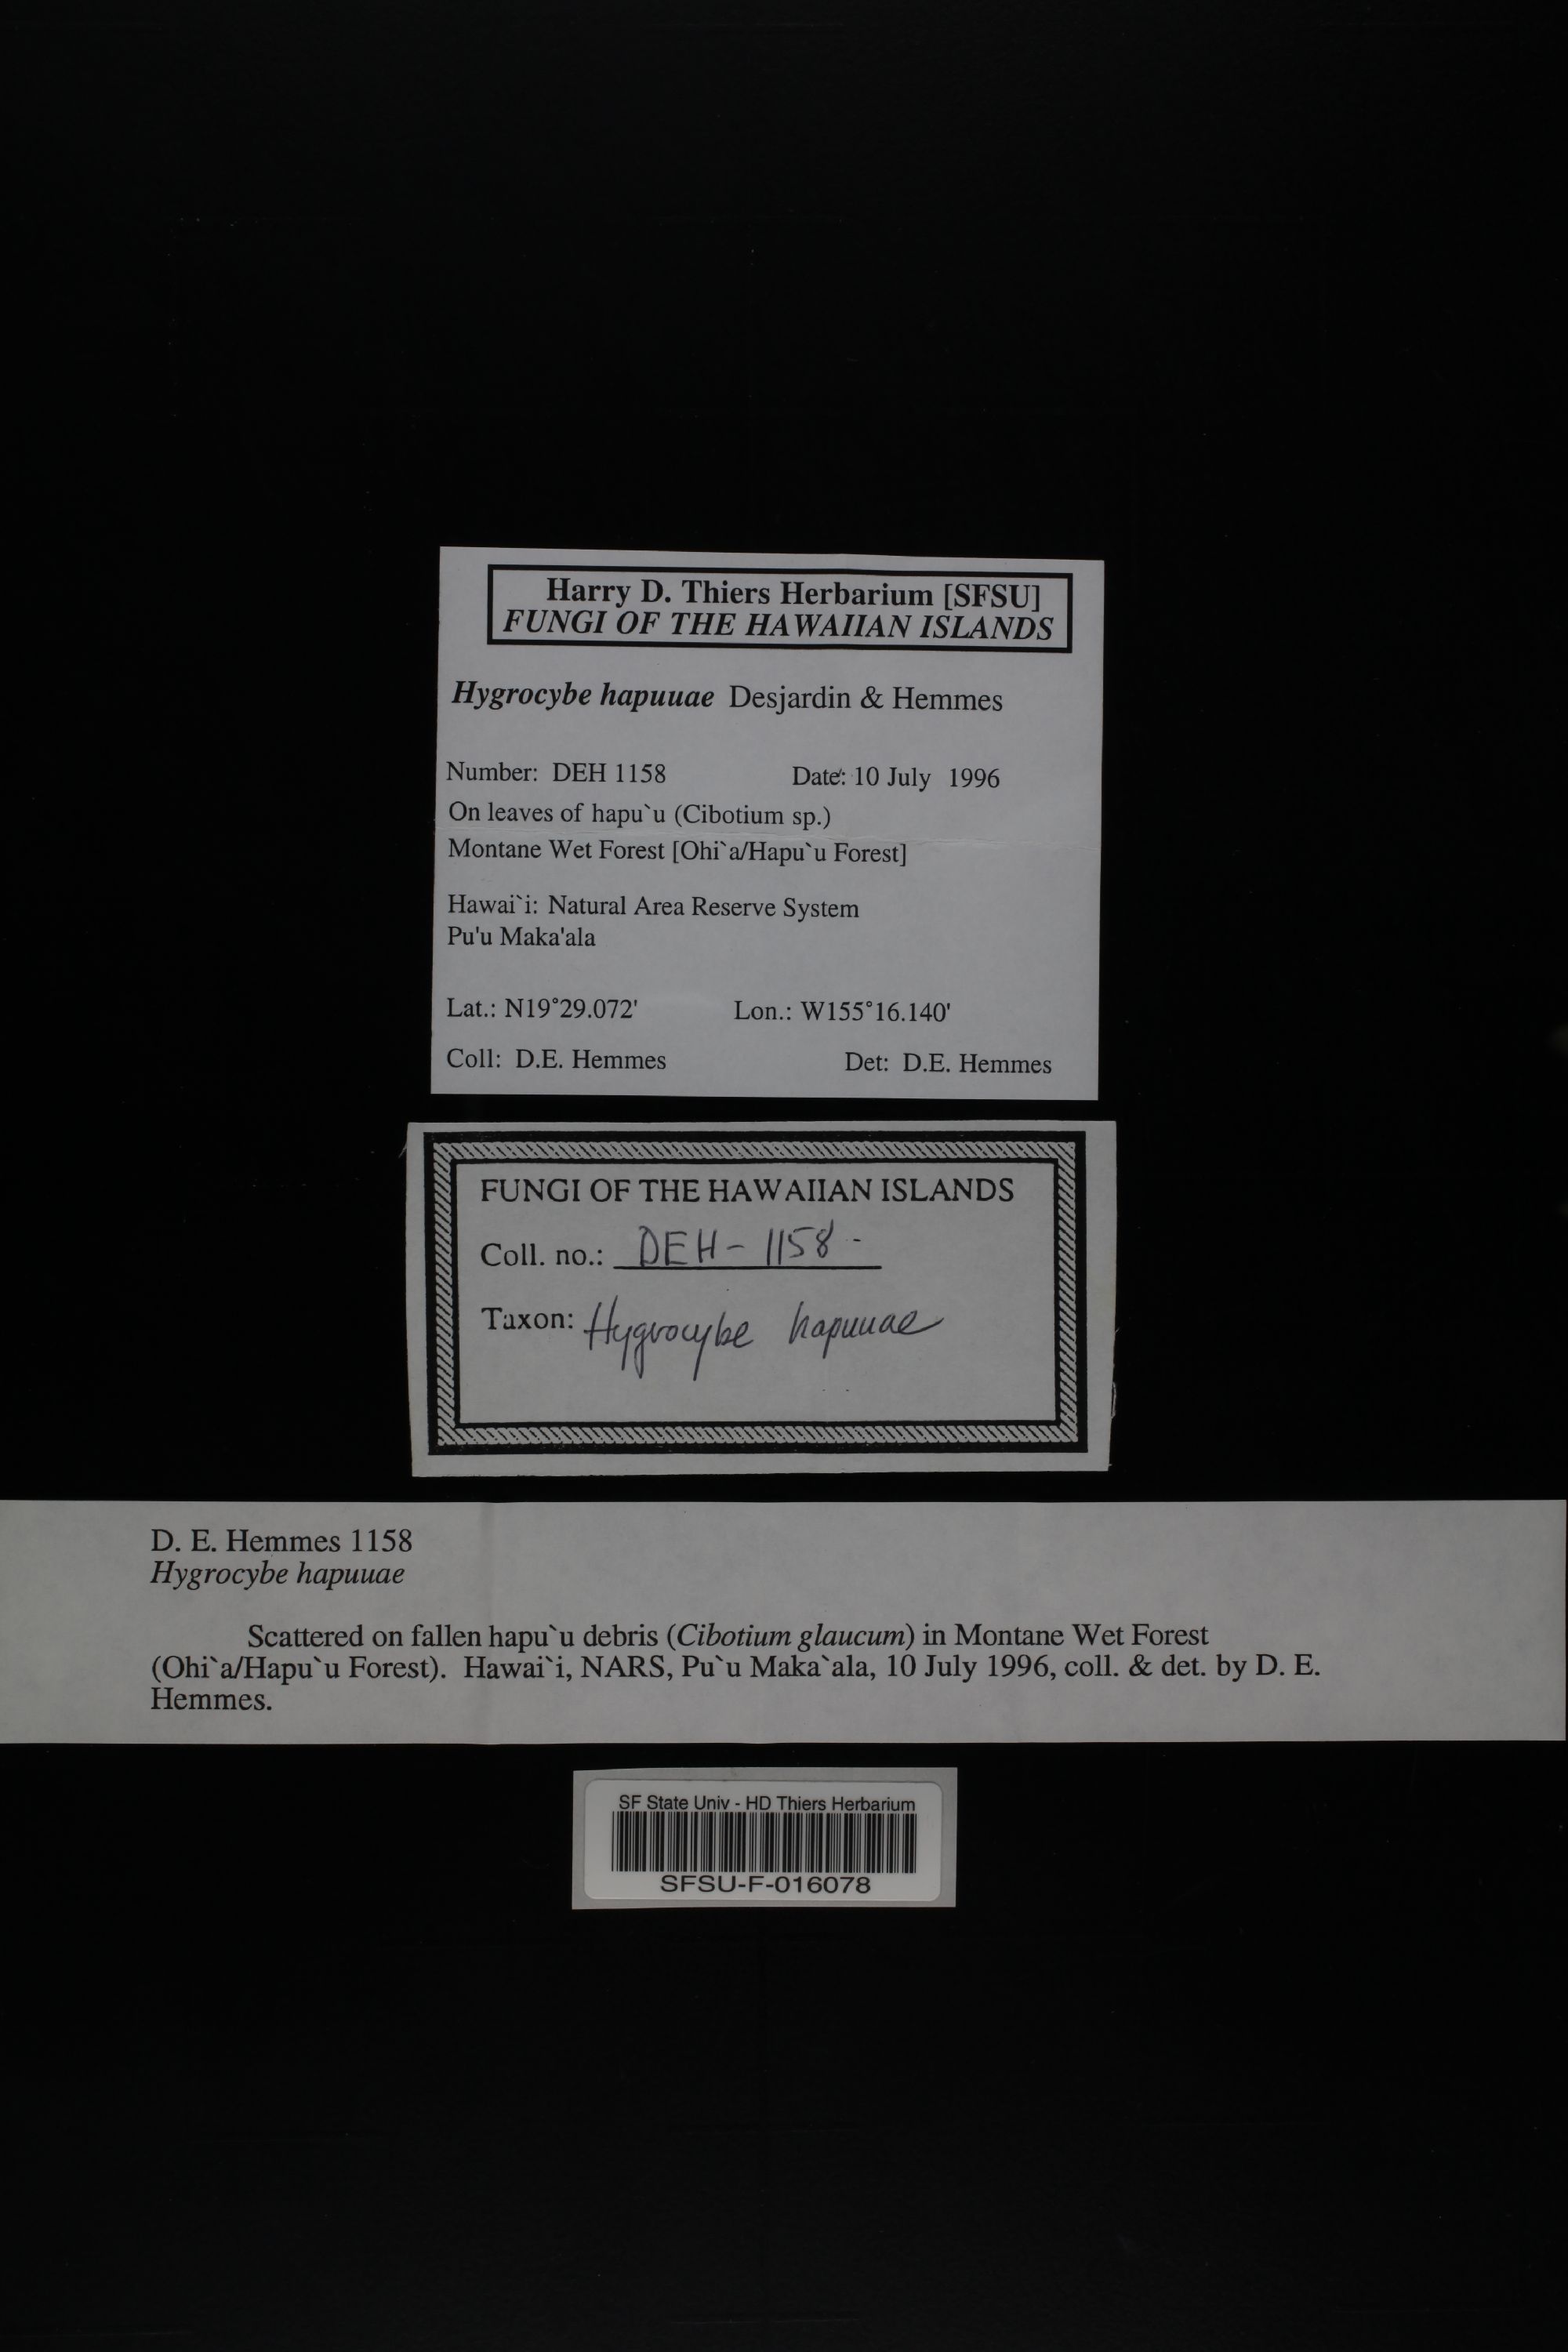 Harry D. Thiers Herbarium [SFSU]
FUNGI OF THE HAWAIIAN ISLANDS
Hygrocybe hapuuae Desjardin & Hemmes
Number: DEH 1158 Date: 10 July 1996
On leaves of hapu`u (Cibotium sp.)
Montane Wet Forest [Ohi`a/Hapu`u Forest]
Hawai`i: Natural Area Reserve System
Pu'u Maka'ala
Lat.: N19°29.072' Lon.: W155°16.140'
Coll: D.E. Hemmes Det: D.E. Hemmes
FUNGI OF THE HAWAIIAN ISLANDS
Coll. no.: DEH - 1158 -
Taxon: Hygrocybe hapuuae
D. E. Hemmes 1158
Hygrocybe hapuuae
Scattered on fallen hapu`u debris (Cibotium glaucum) in Montane Wet Forest
(Ohi`a/Hapu`u Forest). Hawai`i, NARS, Pu`u Maka`ala, 10 July 1996, coll. & det. by D. E.
Hemmes.
SF State Univ - HD Thiers Herbarium
SFSU-F-016078